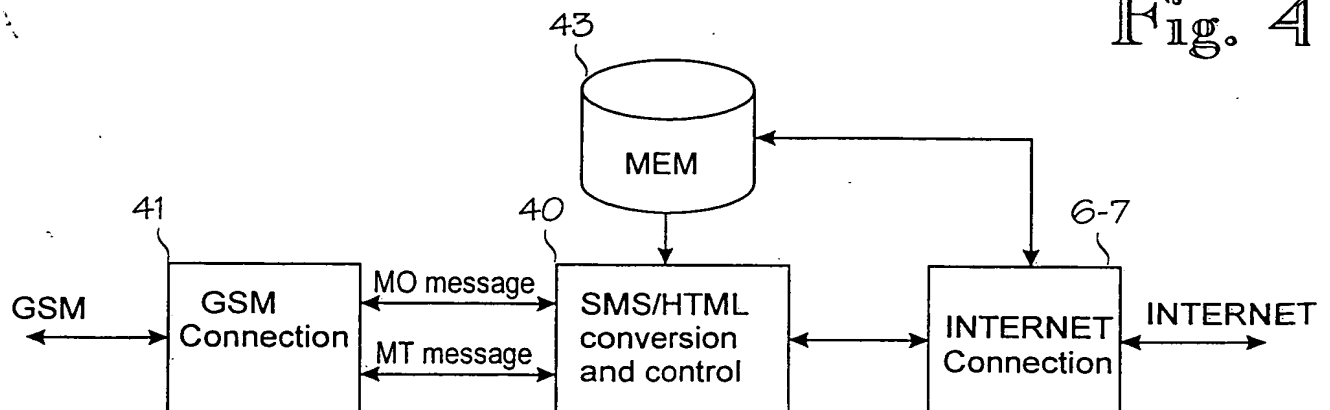 Fig. 4
43
MEM
41
40
6-7
GSM
GSM
Connection
MO message
MT message
SMS/HTML
conversion
and control
INTERNET
Connection
INTERNET